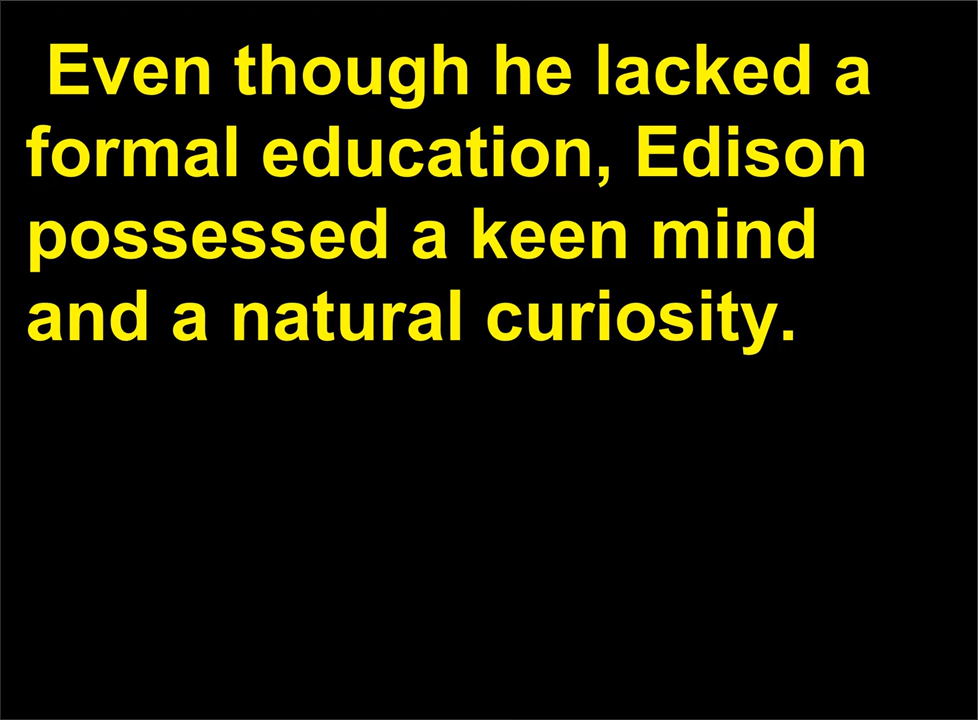 Even though he lacked a
formal education, Edison
possessed a keen mind
and a natural curiosity.